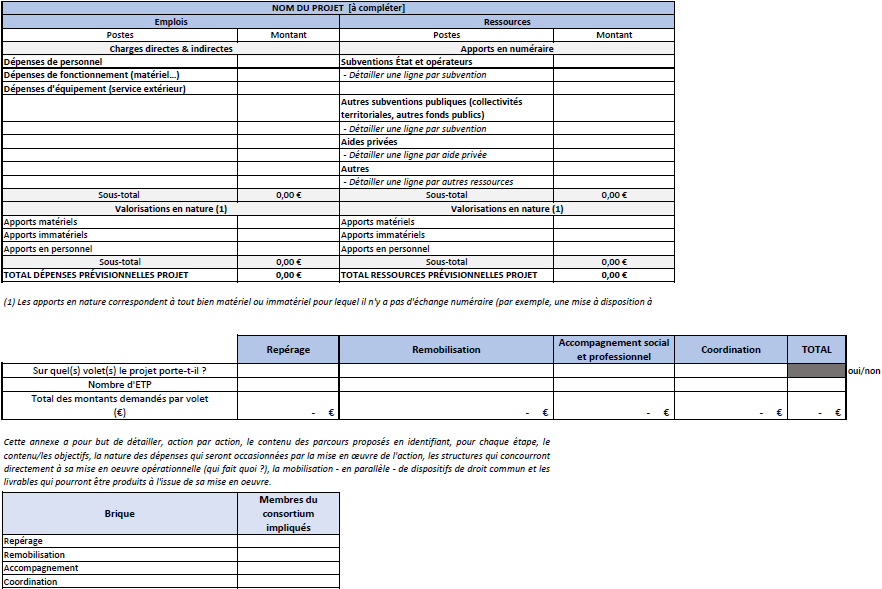 NOM DU PROJET [à compléter]
Emplois Ressources
Postes Montant Postes Montant
Charges directes & indirectes Apports en numéraire
Dépenses de personnel Subventions État et opérateurs
Dépenses de fonctionnement (matériel...) - Détailler une ligne par subvention
Dépenses d'équipement (service extérieur)
Autres subventions publiques (collectivités
territoriales, autres fonds publics)
- Détailler une ligne par subvention
Aides privées
- Détailler une ligne par aide privée
Autres
- Détailler une ligne par autres ressources
Sous-total 0,00 € Sous-total 0,00 €
Valorisations en nature (1) Valorisations en nature (1)
Apports matériels Apports matériels
Apports immatériels Apports immatériels
Apports en personnel Apports en personnel
Sous-total 0,00 € Sous-total 0,00 €
TOTAL DÉPENSES PRÉVISIONNELLES PROJET 0,00 € TOTAL RESSOURCES PRÉVISIONNELLES PROJET 0,00 €
(1) Les apports en nature correspondent à tout bien matériel ou immatériel pour lequel il n'y a pas d'échange numéraire (par exemple, une mise à disposition à
Repérage Remobilisation Accompagnement social et professionnel Coordination TOTAL
Sur quel(s) volet(s) le projet porte-t-il ? oui/non
Nombre d'ETP
Total des montants demandés par volet
(€) - € - € - € - € - €
Cette annexe a pour but de détailler, action par action, le contenu des parcours proposés en identifiant, pour chaque étape, le
contenu/les objectifs, la nature des dépenses qui seront occasionnées par la mise en œuvre de l'action, les structures qui concourront
directement à sa mise en oeuvre opérationnelle (qui fait quoi ?), la mobilisation - en parallèle - de dispositifs de droit commun et les
livrables qui pourront être produits à l'issue de sa mise en oeuvre.
Brique Membres du consortium impliqués
Repérage
Remobilisation
Accompagnement
Coordination